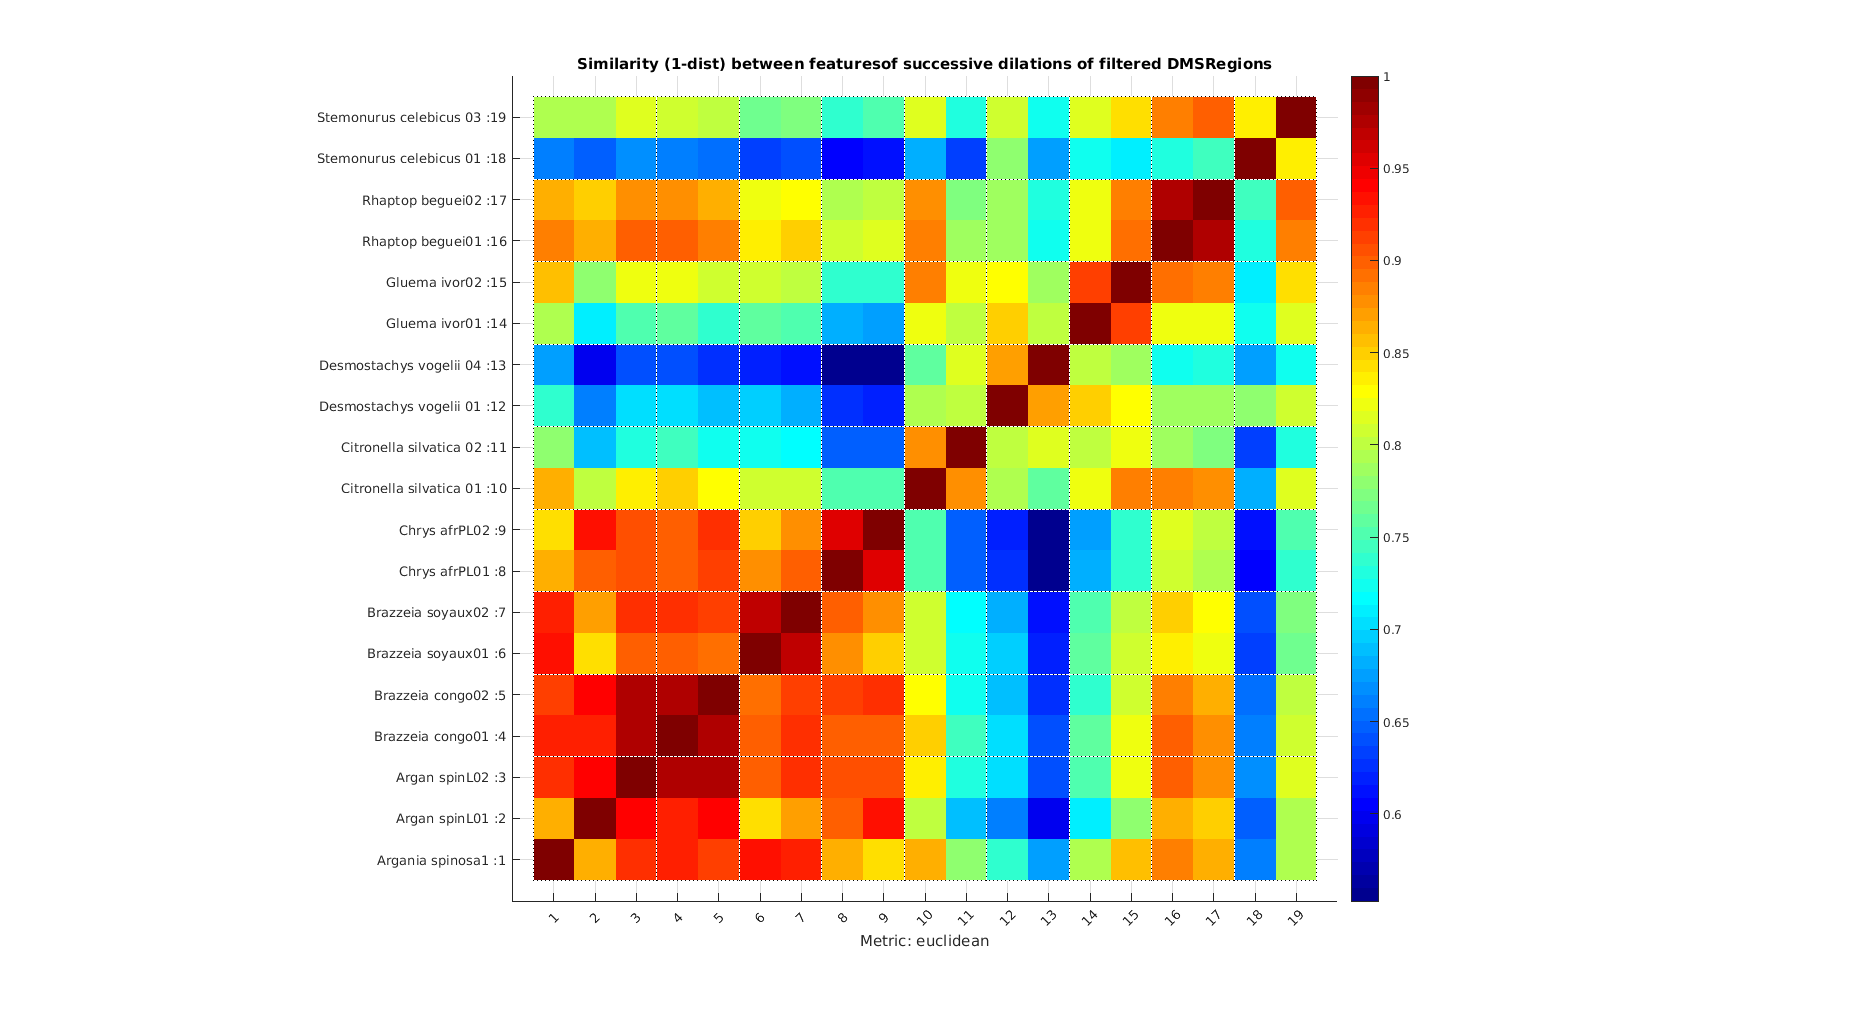 Similarity (1-dist) between featuresof successive dilations of filtered DMSRegions
Stemonurus celebicus 03 :19
Stemonurus celebicus 01 :18
Rhaptop beguei02 :17
Rhaptop beguei01 :16
Gluema ivor02 :15
Gluema ivor01 :14
Desmostachys vogelii 04 :13
Desmostachys vogelii 01 :12
Citronella silvatica 02 :11
Citronella silvatica 01 :10
Chrys afrPL02 :9
Chrys afrPL01 :8
Brazzeia soyaux02 :7
Brazzeia soyaux01 :6
Brazzeia congo02 :5
Brazzeia congo01 :4
Argan spinL02 :3
Argan spinL01 :2
Argania spinosa1 :1
1 2 3 4 5 6 7 8 9 10 11 12 13 14 15 16 17 18 19
Metric: euclidean
1
0.95
0.9
0.85
0.8
0.75
0.7
0.65
0.6